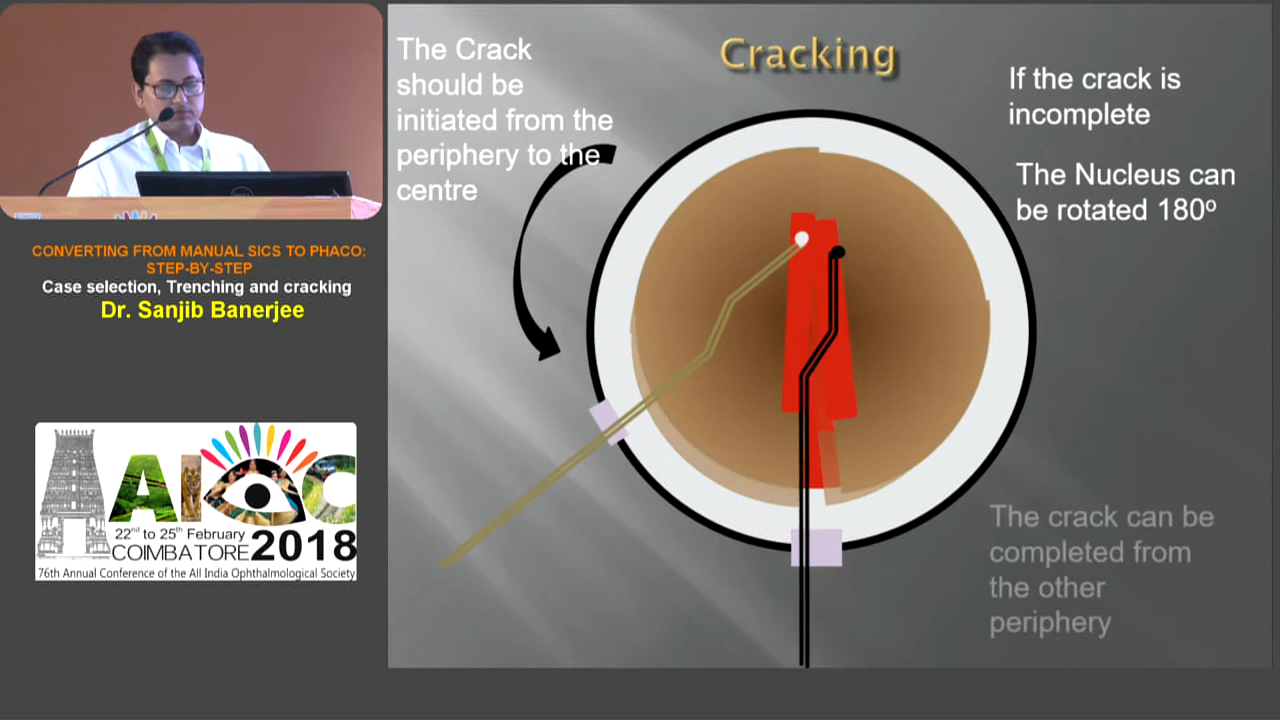 The Crack
should be
initiated from the
periphery to the
centre
Cracking
If the crack is
incomplete
The Nucleus can
be rotated 180º
The crack can be
completed from
the other
periphery
CONVERTING FROM MANUAL SICS TO PHACO:
STEP-BY-STEP
Case selection, Trenching and cracking
Dr. Sanjib Banerjee
AIOC
22nd to 25th February
COIMBATORE 2018
76th Annual Conference of the All India Ophthalmological Society